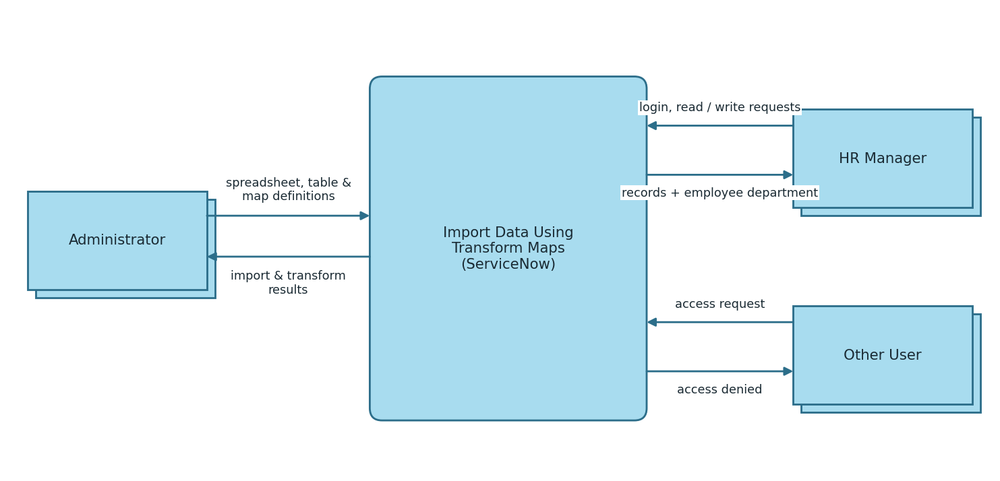 login, read / write requests
HR Manager
records + employee department
spreadsheet, table &
map definitions
Administrator
import & transform
results
Import Data Using
Transform Maps
(ServiceNow)
access request
Other User
access denied